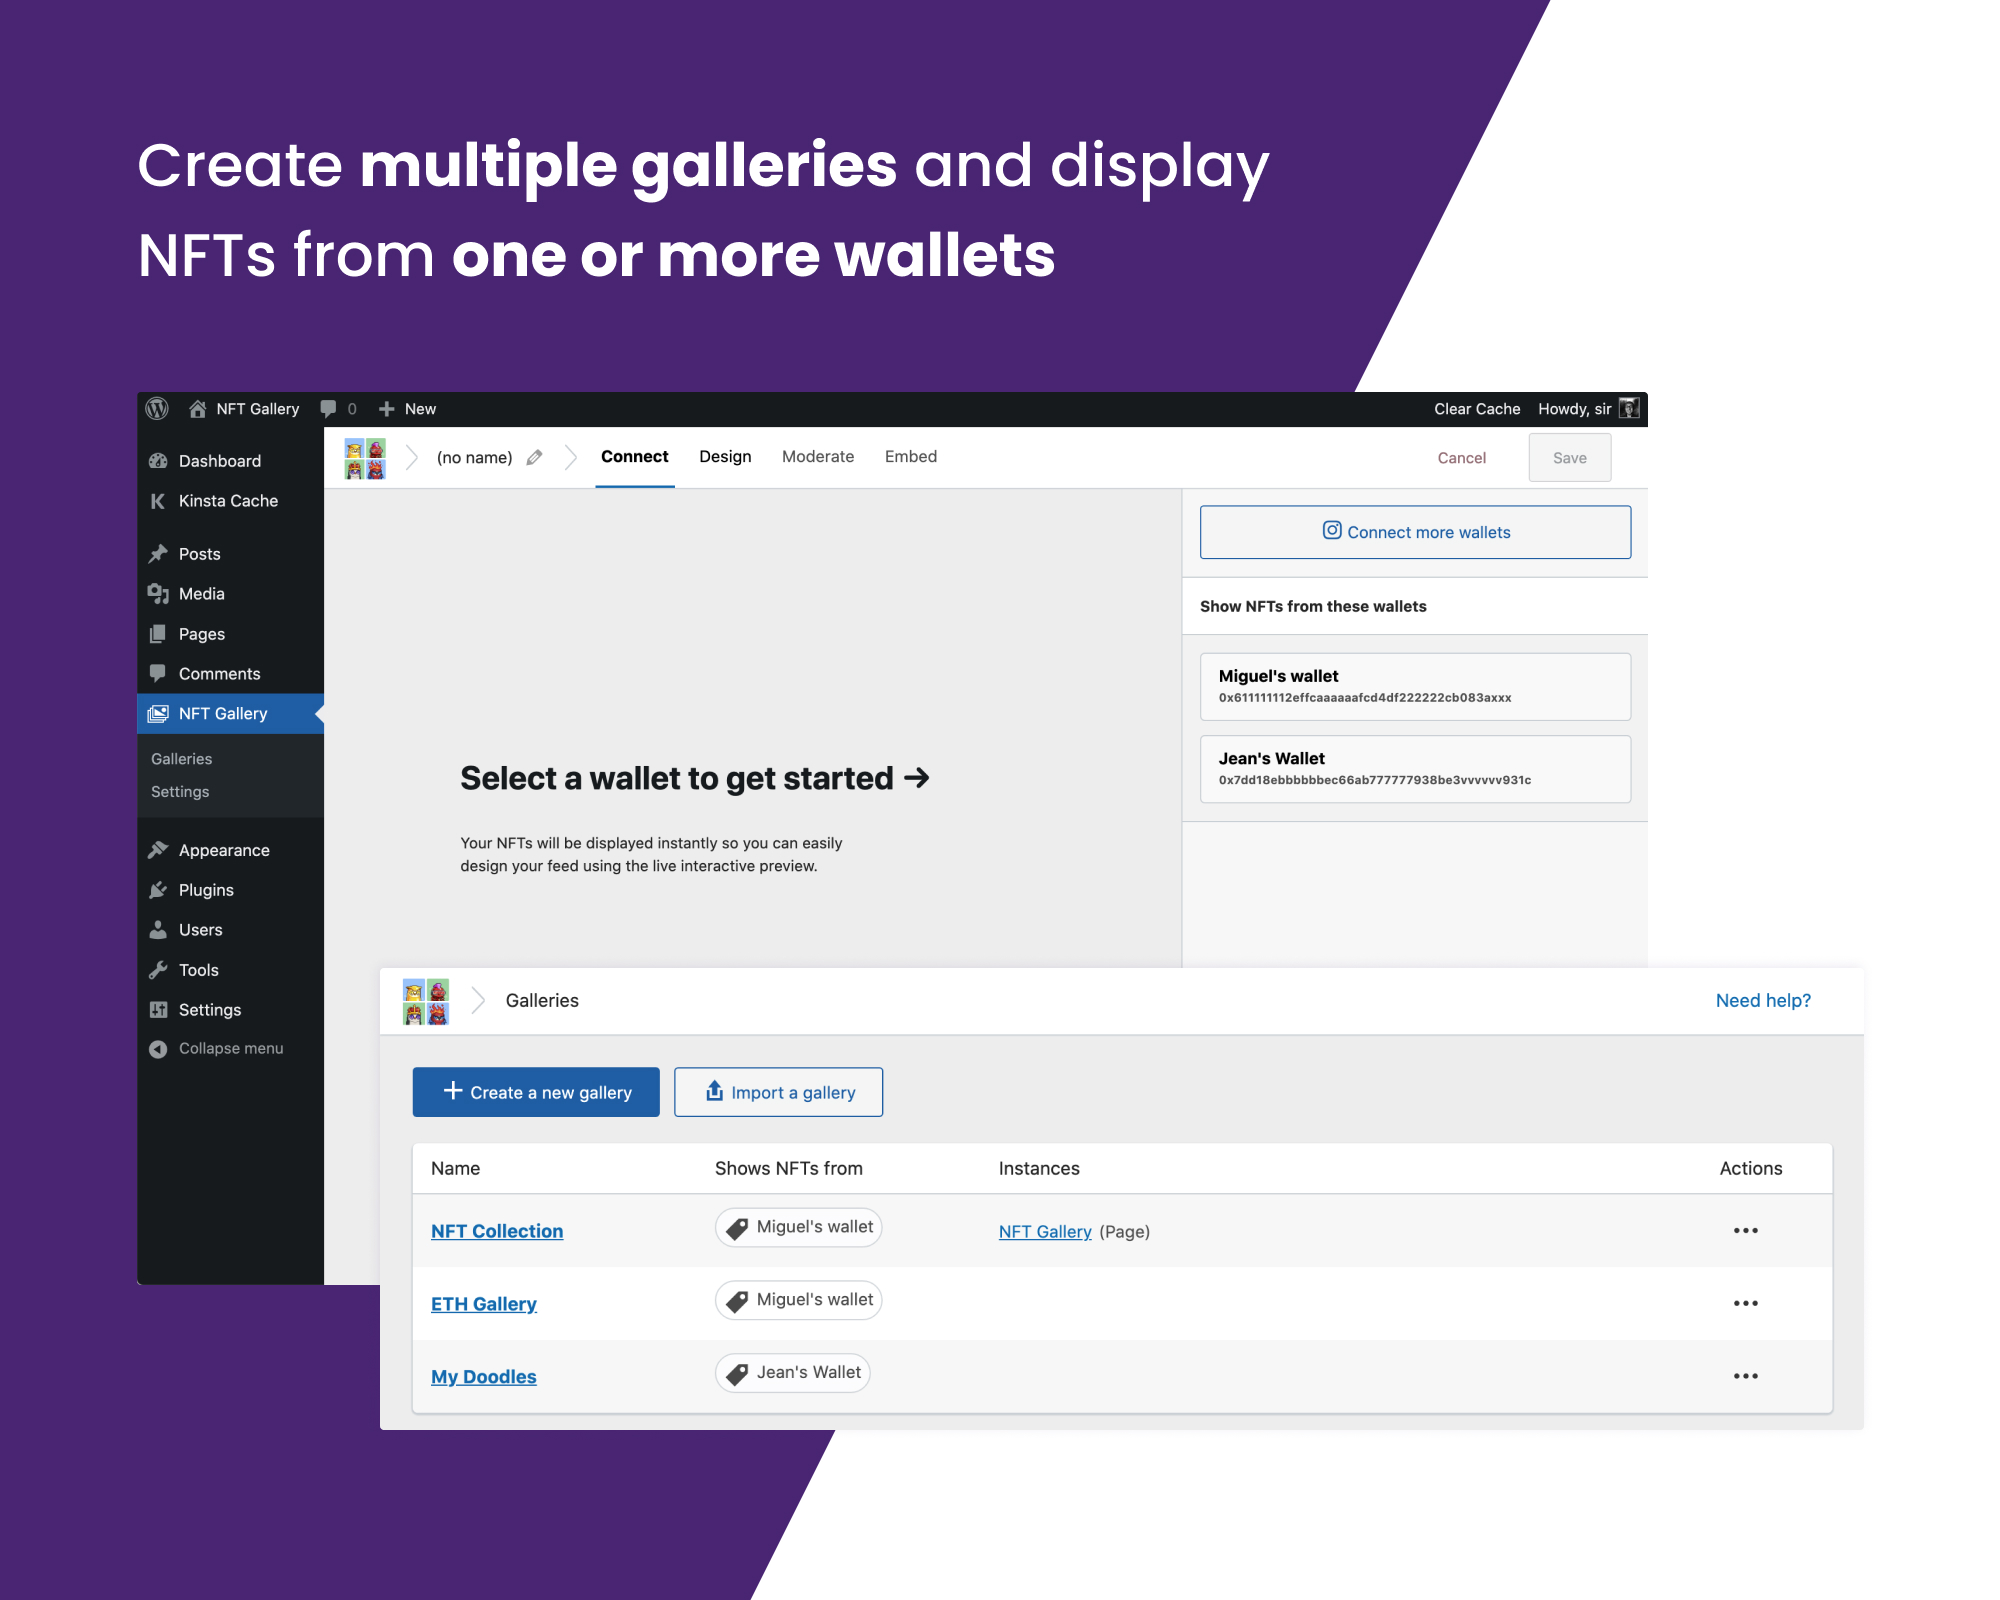 Create multiple galleries and display
NFTs from one or more wallets
NFT Gallery 0 New Clear Cache Howdy, sir
Dashboard
Kinsta Cache
Posts
Media
Pages
Comments
NFT Gallery
Galleries
Settings
Appearance
Plugins
Users
Tools
Settings
Collapse menu
(no name) Connect Design Moderate Embed Cancel Save
Connect more wallets
Show NFTs from these wallets
Miguel's wallet
0x611111112effcaaaaaafcd4df222222cb083axxx
Jean's Wallet
0x7dd18ebbbbbbec66ab777777938be3vvvvvv931c
Select a wallet to get started →
Your NFTs will be displayed instantly so you can easily
design your feed using the live interactive preview.
Galleries Need help?
Create a new gallery Import a gallery
Name Shows NFTs from Instances Actions
NFT Collection Miguel's wallet NFT Gallery (Page)
ETH Gallery Miguel's wallet
My Doodles Jean's Wallet